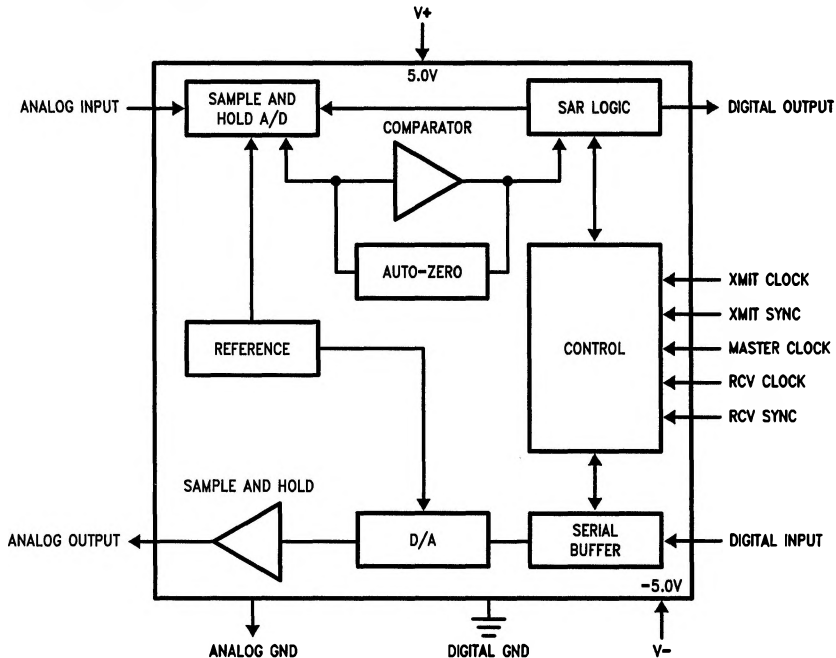 V+
5.0V
ANALOG INPUT
SAMPLE AND
HOLD A/D
SAR LOGIC
DIGITAL OUTPUT
COMPARATOR
AUTO-ZERO
XMIT CLOCK
XMIT SYNC
REFERENCE
CONTROL
MASTER CLOCK
RCV CLOCK
RCV SYNC
SAMPLE AND HOLD
ANALOG OUTPUT
D/A
SERIAL
BUFFER
DIGITAL INPUT
-5.0V
ANALOG GND
DIGITAL GND
V-